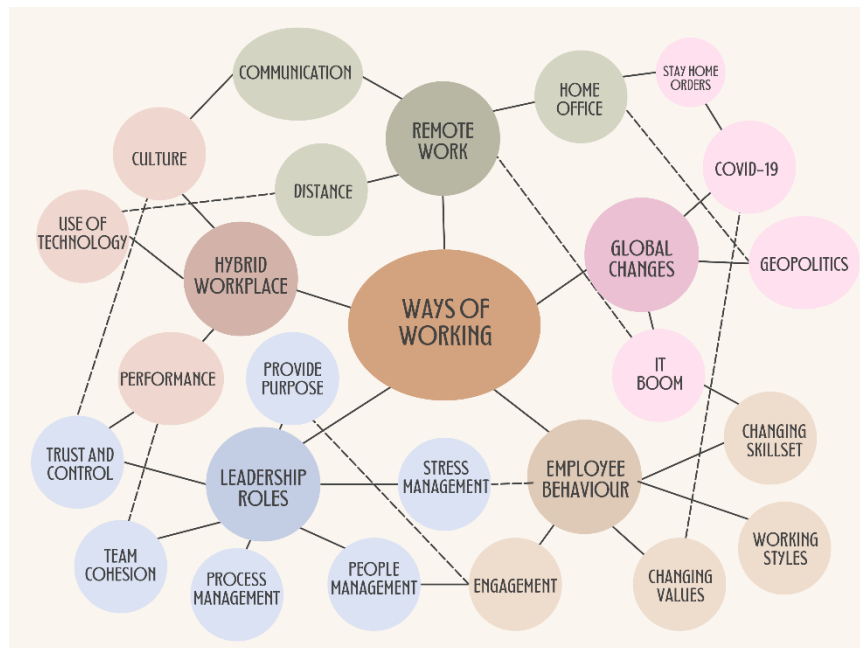 COMMUNICATION
REMOTE
WORK
HOME
OFFICE
STAY HOME
ORDERS
CULTURE
DISTANCE
COVID-19
USE OF
TECHNOLOGY
HYBRID
WORKPLACE
GLOBAL
CHANGES
GEOPOLITICS
WAYS OF
WORKING
PERFORMANCE
PROVIDE
PURPOSE
IT
BOOM
TRUST AND
CONTROL
LEADERSHIP
ROLES
STRESS
MANAGEMENT
EMPLOYEE
BEHAVIOUR
CHANGING
SKILLSET
TEAM
COHESION
PROCESS
MANAGEMENT
PEOPLE
MANAGEMENT
ENGAGEMENT
CHANGING
VALUES
WORKING
STYLES